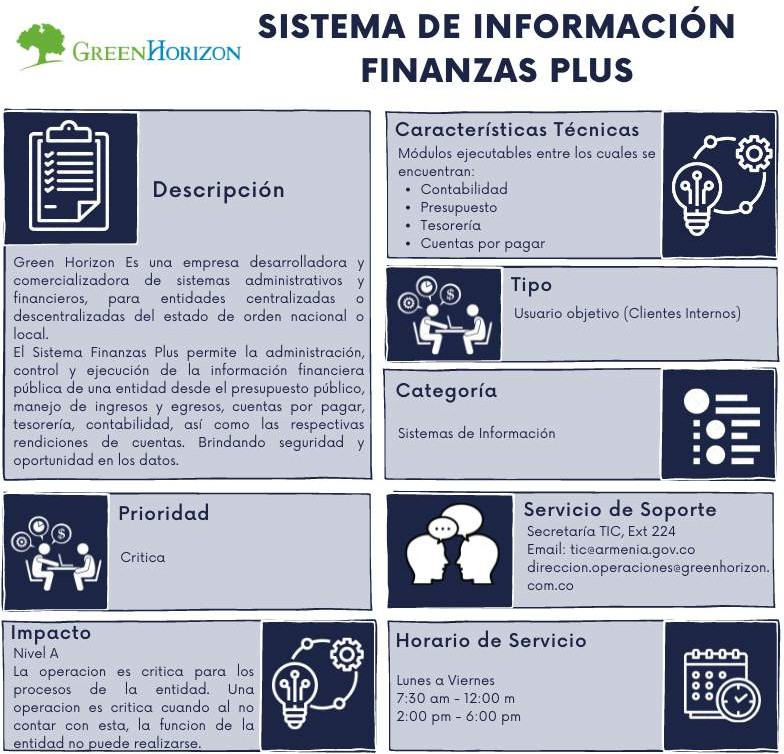 GREENHORIZON
SISTEMA DE INFORMACIÓN
FINANZAS PLUS
Descripción
Green Horizon Es una empresa desarrolladora y
comercializadora de sistemas administrativos y
financieros, para entidades centralizadas o
descentralizadas del estado de orden nacional o
local.
El Sistema Finanzas Plus permite la administración,
control y ejecución de la información financiera
pública de una entidad desde el presupuesto público,
manejo de ingresos y egresos, cuentas por pagar,
tesorería, contabilidad, así como las respectivas
rendiciones de cuentas. Brindando seguridad y
oportunidad en los datos.
Características Técnicas
Módulos ejecutables entre los cuales se
encuentran:
• Contabilidad
• Presupuesto
• Tesorería
• Cuentas por pagar
Tipo
Usuario objetivo (Clientes Internos)
Categoría
Sistemas de Información
Prioridad
Critica
Servicio de Soporte
Secretaría TIC, Ext 224
Email: tic@armenia.gov.co
direccion.operaciones@greenhorizon.
com.co
Impacto
Nivel A
La operacion es critica para los
procesos de la entidad. Una
operacion es critica cuando al no
contar con esta, la funcion de la
entidad no puede realizarse.
Horario de Servicio
Lunes a Viernes
7:30 am - 12:00 m
2:00 pm - 6:00 pm